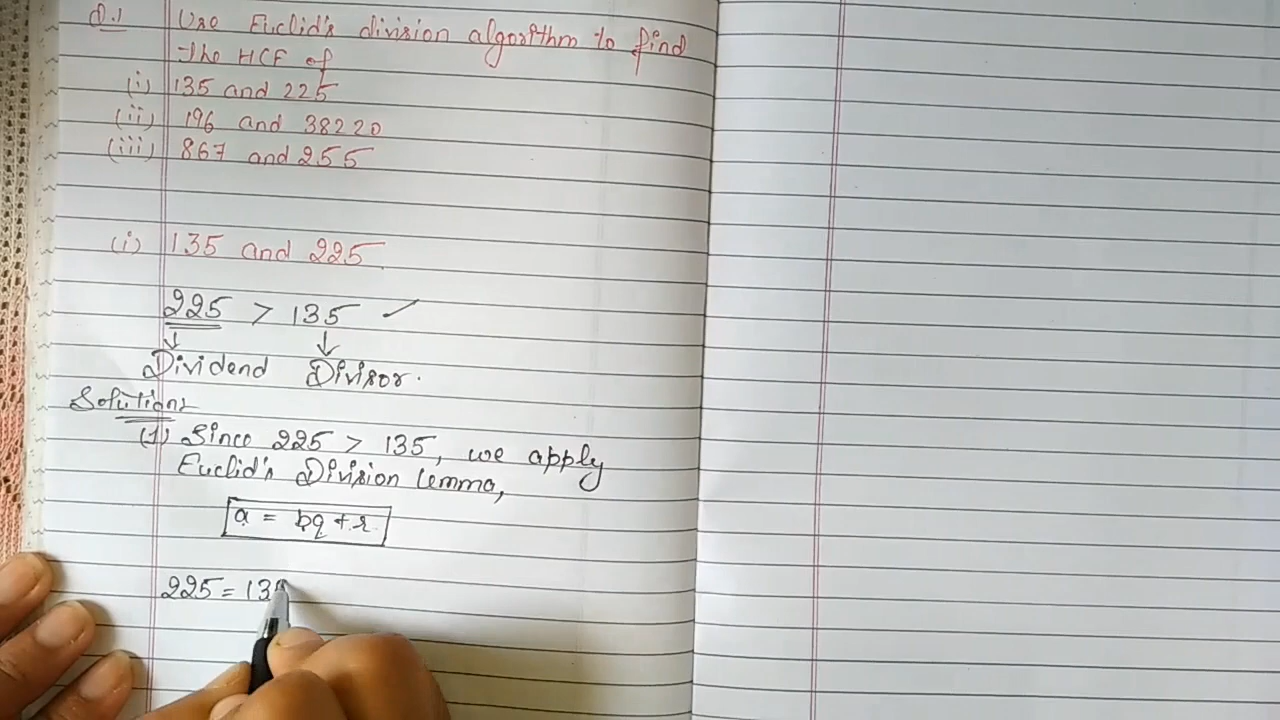 Q.1 Use Euclid's division algorithm to find
the HCF of
(i) 135 and 225
(ii) 196 and 38220
(iii) 867 and 255
(i) 135 and 225.
225 > 135 ✓
↓ ↓
Dividend Divisor.
Solution:
(1) Since 225 > 135, we apply
Euclid's Division lemma,
a = bq + r
225 = 135